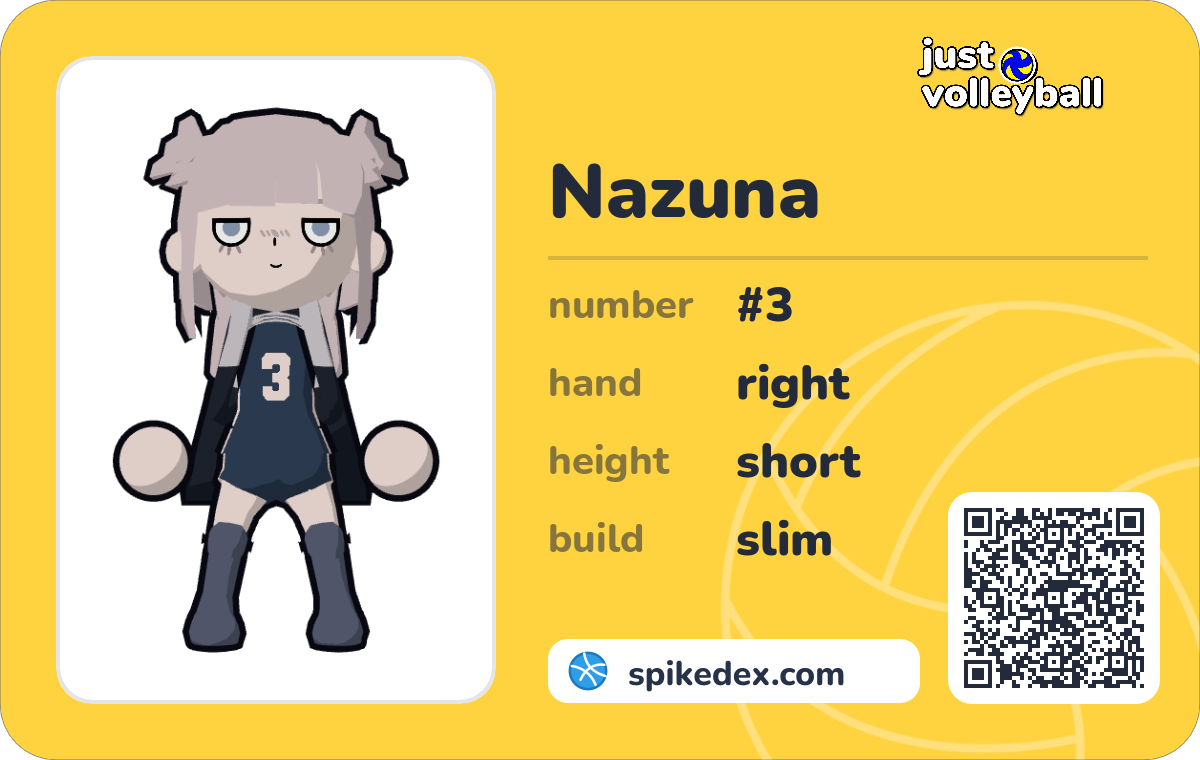 just
volleyball
Nazuna
number #3
hand right
height short
build slim
3
spikedex.com